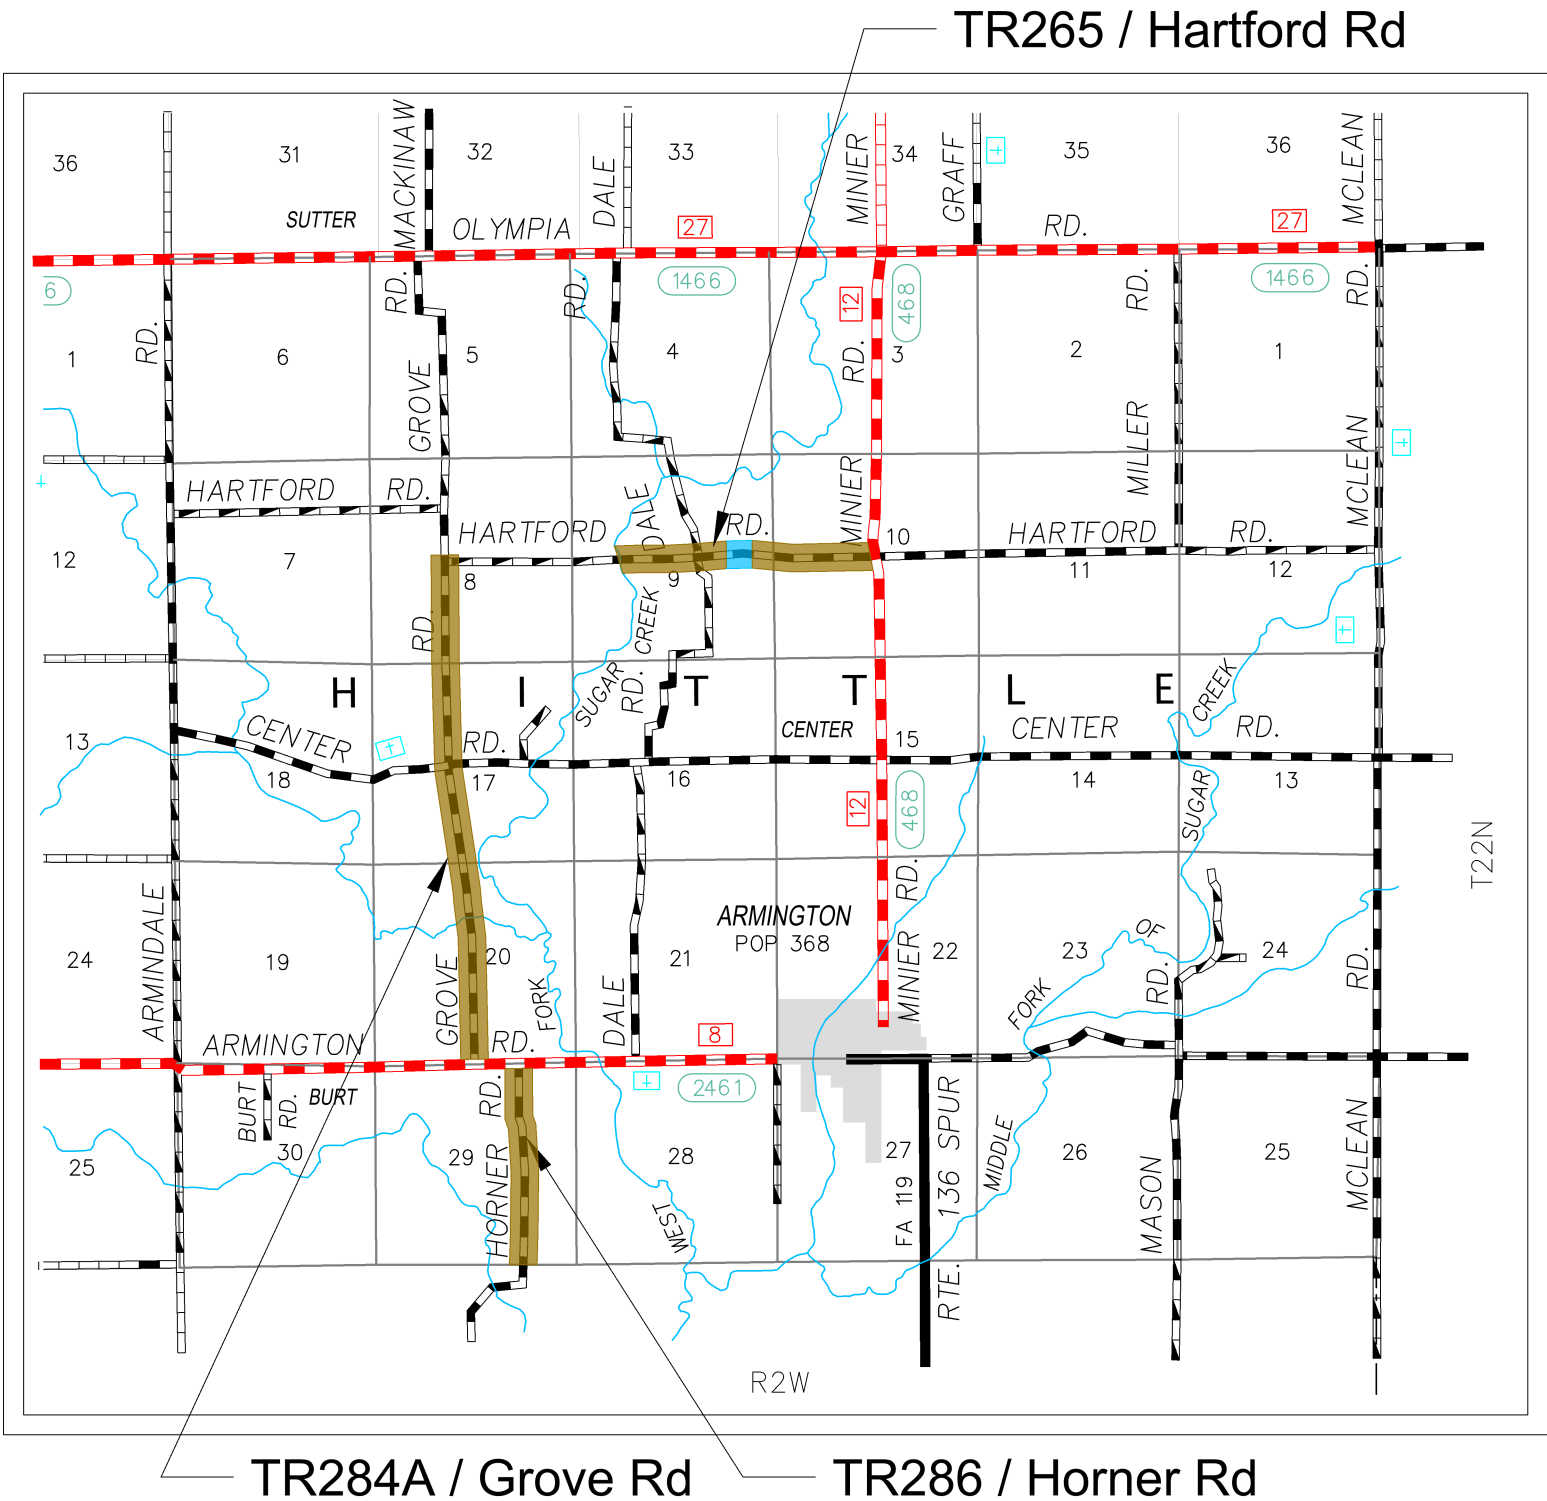 TR265 / Hartford Rd
36
31
MACKINAW
32
DALE
33
MINIER
34
GRAFF
35
36
MCLEAN
SUTTER
OLYMPIA
27
RD.
27
6
RD.
RD.
RD.
1466
12
468
RD.
1466
RD.
1
RD.
6
GROVE
5
4
RD.
3
2
MILLER
1
MCLEAN
HARTFORD RD.
HARTFORD
DALE
RD.
MINIER
10
HARTFORD RD.
12
7
8
9
11
12
RD.
CREEK
SUGAR
RD.
H I T T L E
CREEK
13
CENTER
RD.
CENTER
15
CENTER
RD.
18
17
16
14
13
12
468
SUGAR
T22N
ARMINDALE
ARMINGTON
POP 368
RD.
MINIER
24
19
GROVE
20
FORK
DALE
21
22
23
OF
FORK
RD.
24
RD.
ARMINGTON
RD.
8
BURT
RD.
BURT
RD.
2461
25
30
29
HORNER
28
WEST
27
FA 119
RTE. 136 SPUR
MIDDLE
26
MASON
25
MCLEAN
R2W
TR284A / Grove Rd
TR286 / Horner Rd